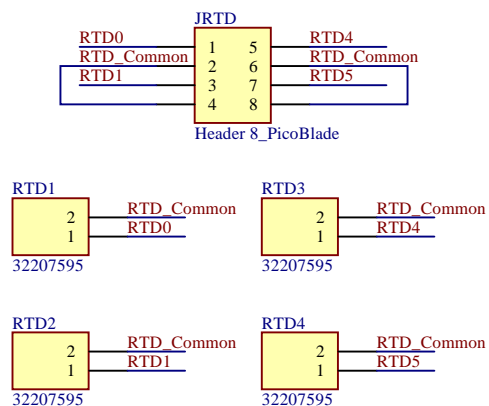 JRTD
RTD0 1 5 RTD4
RTD_Common 2 6 RTD_Common
RTD1 3 7 RTD5
4 8
Header 8_PicoBlade
RTD1
2 RTD_Common
1 RTD0
32207595
RTD3
2 RTD_Common
1 RTD4
32207595
RTD2
2 RTD_Common
1 RTD1
32207595
RTD4
2 RTD_Common
1 RTD5
32207595